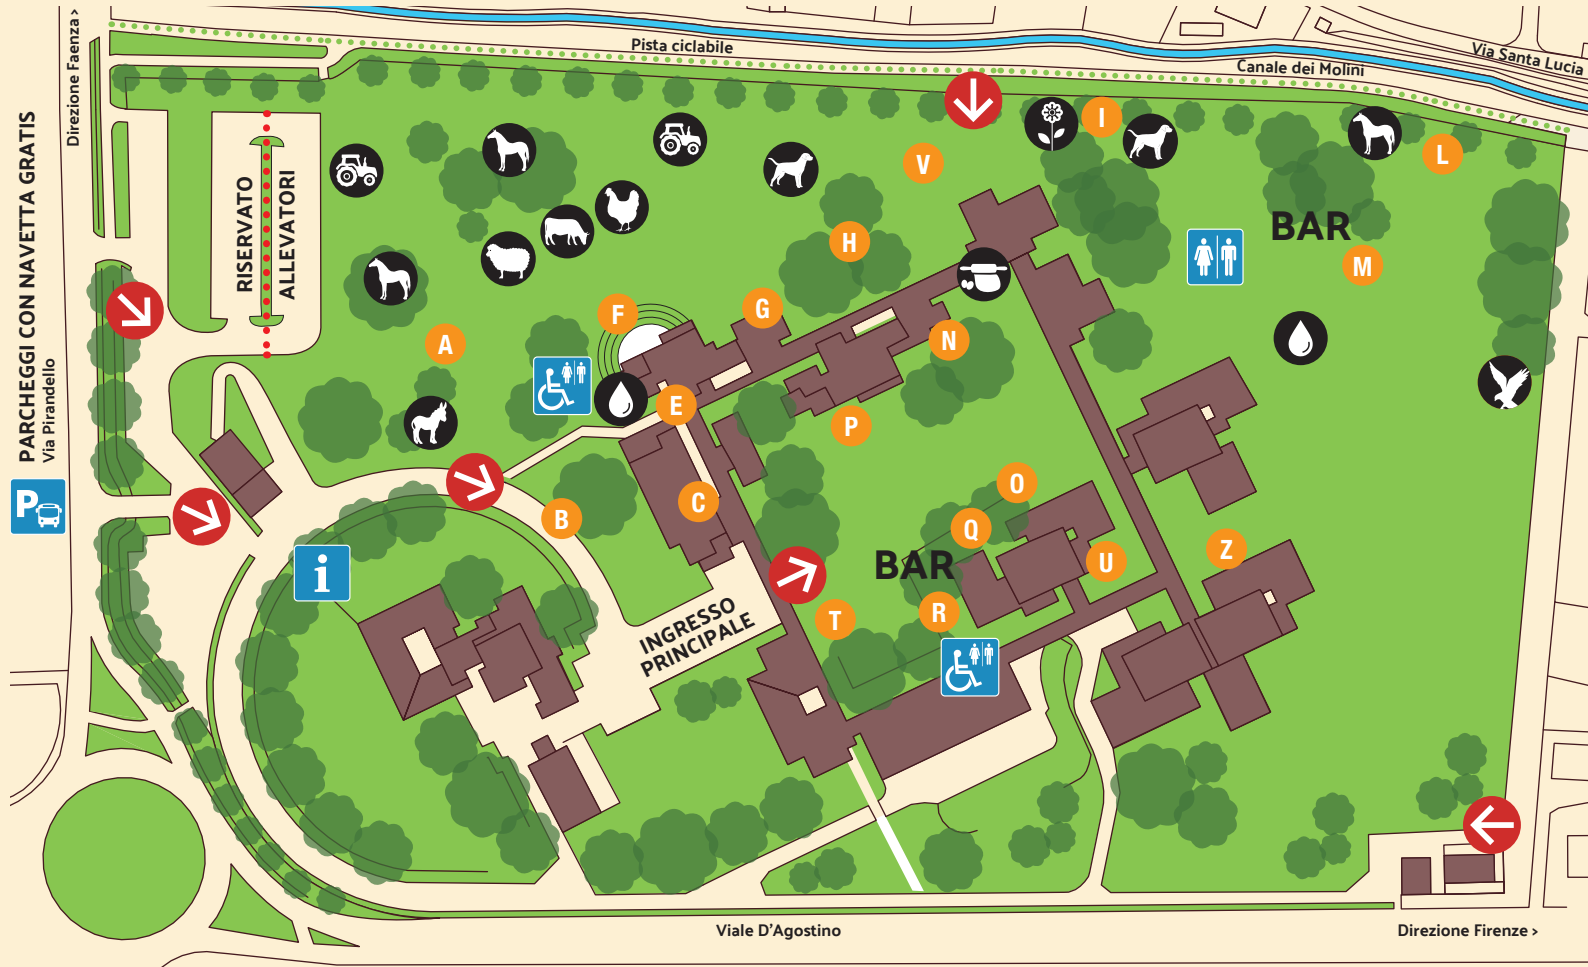 Direzione Faenza >
Pista ciclabile
Canale dei Molini
Via Santa Lucia
PARCHEGGI CON NAVETTA GRATIS
Via Pirandello
RISERVATO
ALLEVATORI
I
V
L
BAR
H
M
F
G
A
N
E
P
C
B
O
Q
P
i
BAR
U
Z
R
T
INGRESSO
PRINCIPALE
Viale D'Agostino
Direzione Firenze >